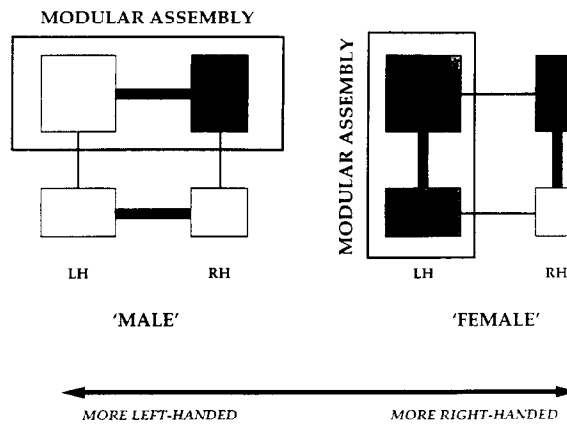 MODULAR ASSEMBLY
MODULAR ASSEMBLY
LH
RH
LH
RH
'MALE'
'FEMALE'
MORE LEFT-HANDED
MORE RIGHT-HANDED